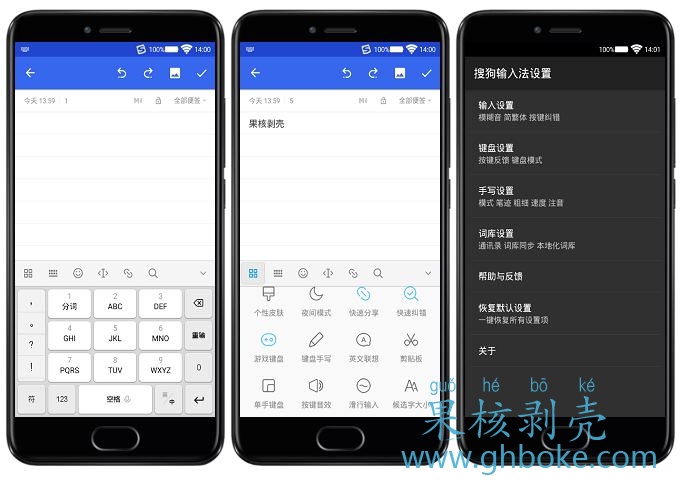 100% 14:00
今天 13:59 1 M↓ 全部便签
, 1 分词 2 ABC 3 DEF
。 4 GHI 5 JKL 6 MNO 重输
?
! 7 PQRS 8 TUV 9 WXYZ 0
符 123 空格 英 中
100% 14:00
今天 13:59 5 M↓ 全部便签
果核剥壳
个性皮肤 夜间模式 快速分享 快速纠错
游戏键盘 键盘手写 英文联想 剪贴板
单手键盘 按键音效 滑行输入 候选字大小
100% 14:01
搜狗输入法设置
输入设置
模糊音 简繁体 按键纠错
键盘设置
按键反馈 键盘模式
手写设置
模式 笔迹 粗细 速度 注音
词库设置
通讯录 词库同步 本地化词库
帮助与反馈
恢复默认设置
一键恢复所有设置项
关于
guǒ hé bō ké
果核剥壳
www.ghboke.com